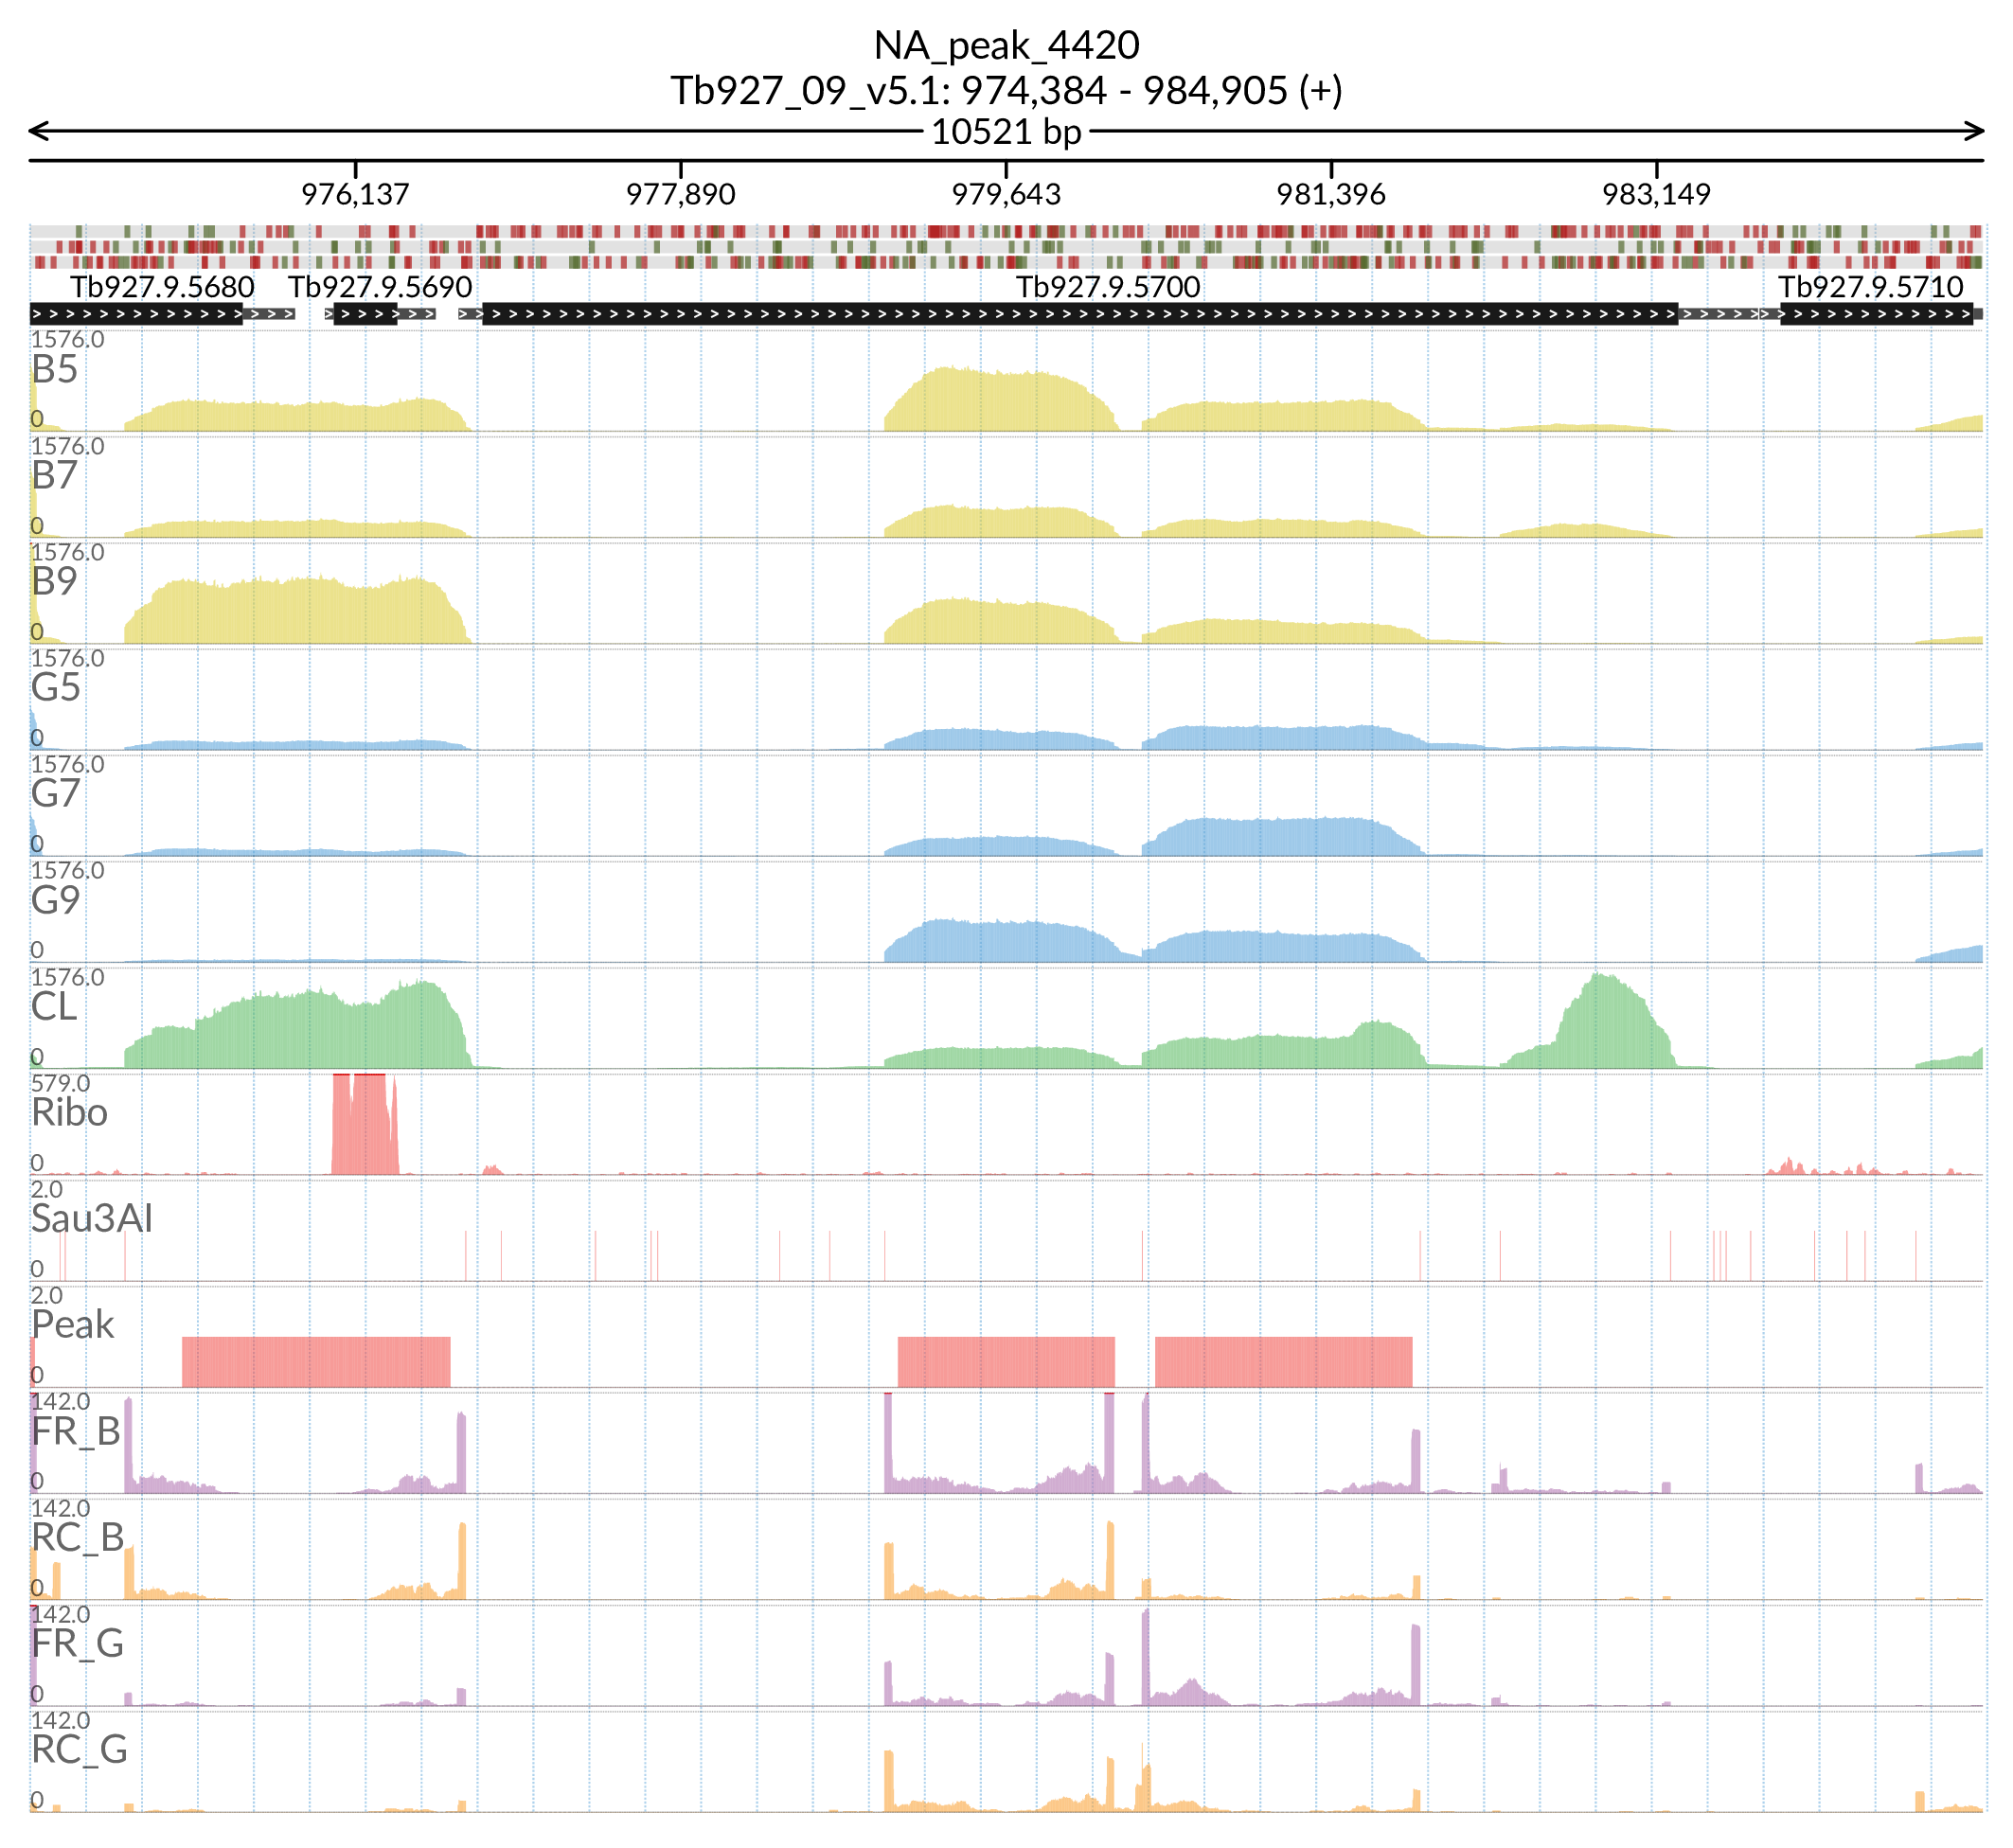 NA_peak_4420
Tb927_09_v5.1: 974,384 - 984,905 (+)
10521 bp
976,137 977,890 979,643 981,396 983,149
Tb927.9.5680 Tb927.9.5690 Tb927.9.5700 Tb927.9.5710
1576.0
B5
0
1576.0
B7
0
1576.0
B9
0
1576.0
G5
0
1576.0
G7
0
1576.0
G9
0
1576.0
CL
0
579.0
Ribo
0
2.0
Sau3AI
0
2.0
Peak
0
142.0
FR_B
0
142.0
RC_B
0
142.0
FR_G
0
142.0
RC_G
0